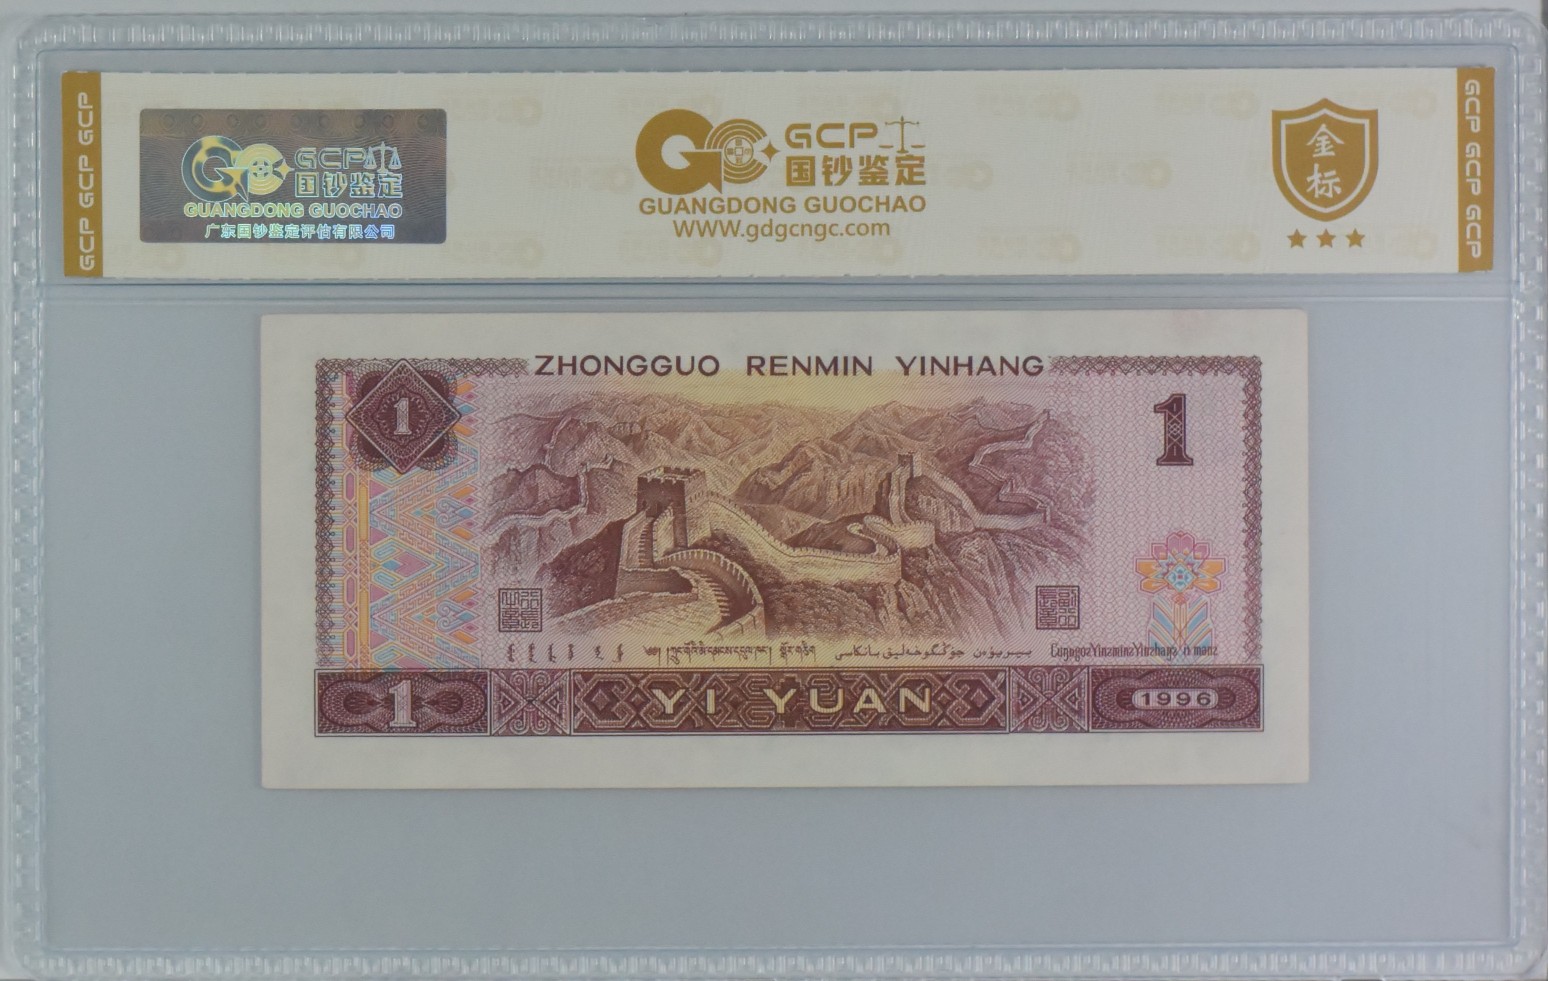 GCP GCP GCP
GCP
国钞鉴定
GUANGDONG GUOCHAO
广东国钞鉴定评估有限公司
GCP
国钞鉴定
GUANGDONG GUOCHAO
WWW.gdgcngc.com
金标
GCP GCP GCP
ZHONGGUO RENMIN YINHANG
1
1
1
YI YUAN
1996